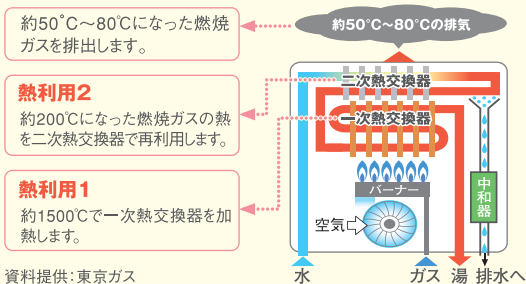 約50°C～80℃になった燃焼
ガスを排出します。
約50°C～80°Cの排気
熱利用2
約200℃になった燃焼ガスの熱
を二次熱交換器で再利用します。
熱利用1
約1500℃で一次熱交換器を加
熱します。
二次熱交換器
一次熱交換器
バーナー
空気
中和器
水
ガス
湯
排水へ
資料提供：東京ガス